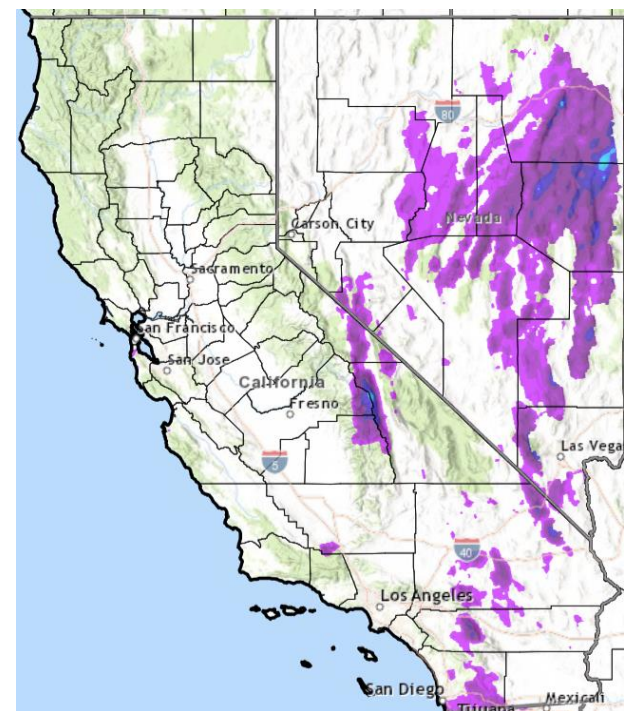 80
Nevada
Carson City
Sacramento
San Francisco
San Jose
California
Fresno
Las Vega
5
40
Los Angeles
San Diego
Mexicali
Tijuana